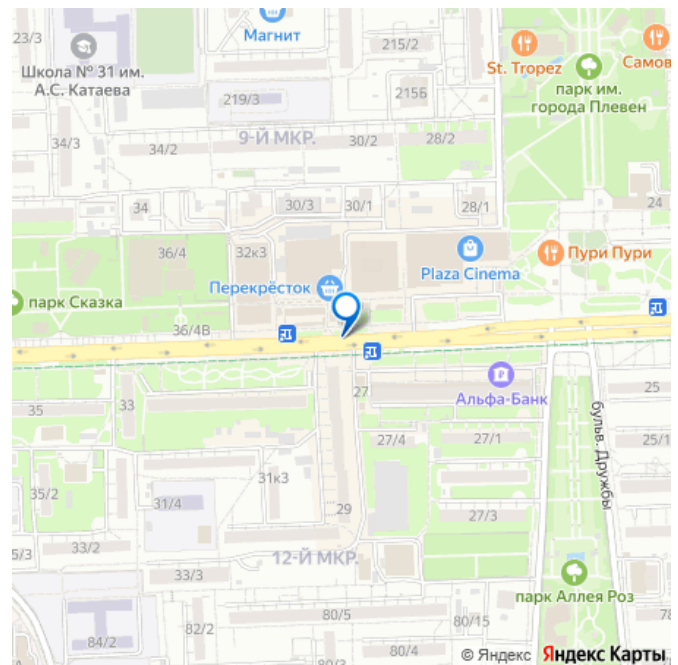 23/3
Магнит
215/2
St. Tropez
Самов
Школа № 31 им.
А.С. Катаева
парк им.
города Плевен
219/3
215Б
34/3
34/2
9-Й МКР.
30/2
28/2
34
30/3
30/1
28/1
24
36/4
32к3
Пури Пури
Перекрёсток
Plaza Cinema
парк Сказка
36/4В
27
Альфа-Банк
25
35
33
бульв. Дружбы
27/4
27/1
25/1
31к3
35/2
31/4
29
27/3
5/3
33/2
12-Й МКР.
33/3
парк Аллея Роз
80/5
80/15
78
82/2
84/2
80/4
© Яндекс Яндекс Карты